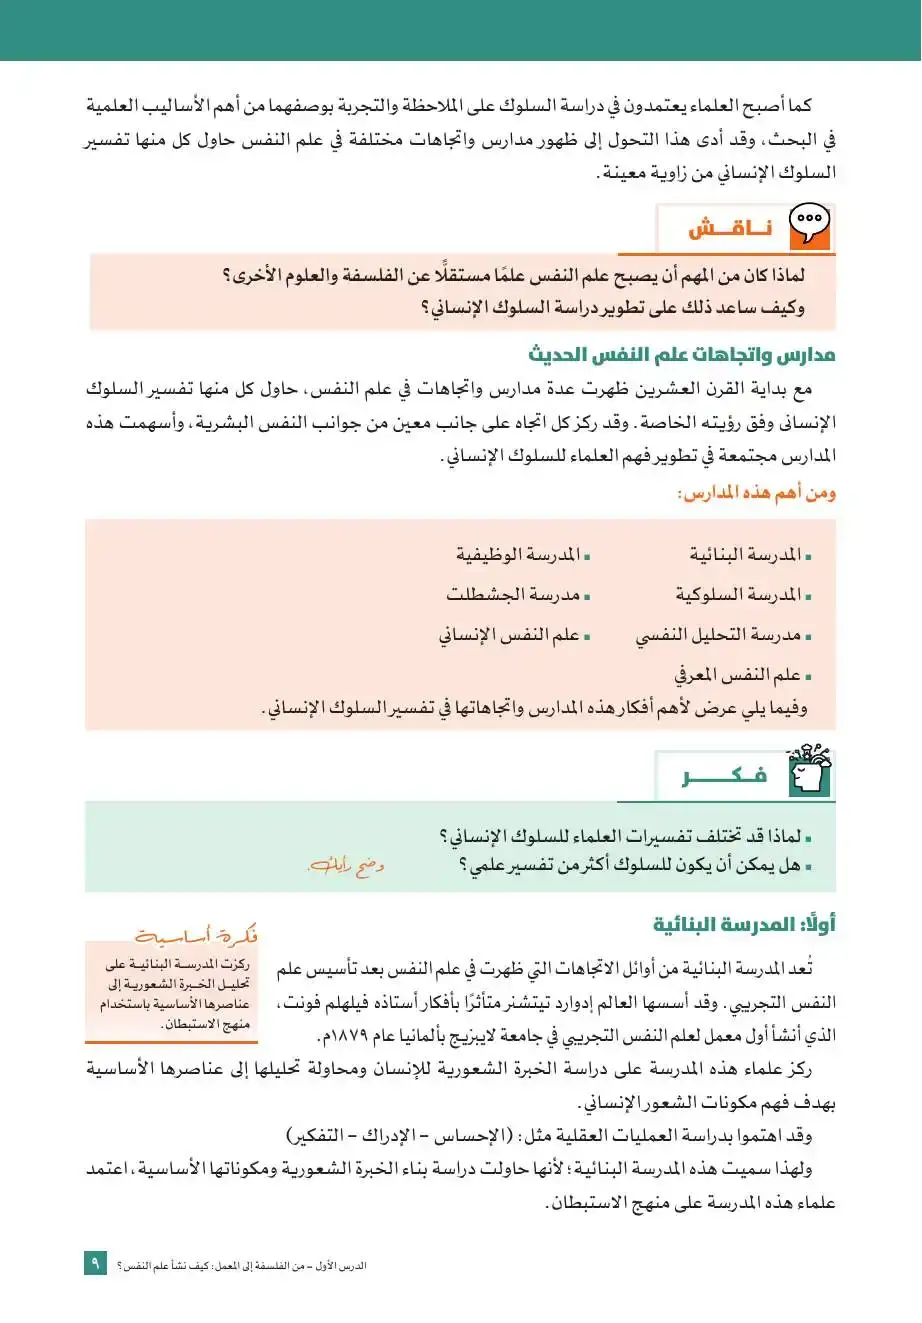 كما أصبح العلماء يعتمدون في دراسة السلوك على الملاحظة والتجربة بوصفهما من أهم الأساليب العلمية
في البحث، وقد أدى هذا التحول إلى ظهور مدارس واتجاهات مختلفة في علم النفس حاول كل منها تفسير
السلوك الإنساني من زاوية معينة.
نـاقـــش
لماذا كان من المهم أن يصبح علم النفس علمًا مستقلًّا عن الفلسفة والعلوم الأخرى؟
وكيف ساعد ذلك على تطوير دراسة السلوك الإنساني؟
مدارس واتجاهات علم النفس الحديث
مع بداية القرن العشرين ظهرت عدة مدارس واتجاهات في علم النفس، حاول كل منها تفسير السلوك
الإنسانى وفق رؤيته الخاصة. وقد ركز كل اتجاه على جانب معين من جوانب النفس البشرية، وأسهمت هذه
المدارس مجتمعة في تطوير فهم العلماء للسلوك الإنساني.
ومن أهم هذه المدارس:
▪ المدرسة البنائية ▪ المدرسة الوظيفية
▪ المدرسة السلوكية ▪ مدرسة الجشطلت
▪ مدرسة التحليل النفسي ▪ علم النفس الإنساني
▪ علم النفس المعرفي
وفيما يلي عرض لأهم أفكار هذه المدارس واتجاهاتها في تفسير السلوك الإنساني.
فـكــــــر
▪ لماذا قد تختلف تفسيرات العلماء للسلوك الإنساني؟
▪ هل يمكن أن يكون للسلوك أكثر من تفسير علمي؟ وضح رأيك.
أولًا: المدرسة البنائية
فكرة أساسية
ركزت المدرســة البنائيـة على
تحليـل الخـبرة الشعوريـة إلى
عناصرها الأساسية باستخدام
منهج الاستبطان.
تُعد المدرسة البنائية من أوائل الاتجاهات التي ظهرت في علم النفس بعد تأسيس علم
النفس التجريبي. وقد أسسها العالم إدوارد تيتشنر متأثرًا بأفكار أستاذه فيلهلم فونت،
الذي أنشأ أول معمل لعلم النفس التجريبي في جامعة لايبزيج بألمانيا عام ١٨٧٩م.
ركز علماء هذه المدرسة على دراسة الخبرة الشعورية للإنسان ومحاولة تحليلها إلى عناصرها الأساسية
بهدف فهم مكونات الشعور الإنساني.
وقد اهتموا بدراسة العمليات العقلية مثل: (الإحساس – الإدراك – التفكير)
ولهذا سميت هذه المدرسة البنائية؛ لأنها حاولت دراسة بناء الخبرة الشعورية ومكوناتها الأساسية، اعتمد
علماء هذه المدرسة على منهج الاستبطان.
الدرس الأول – من الفلسفة إلى المعمل: كيف نشأ علم النفس؟ ٩